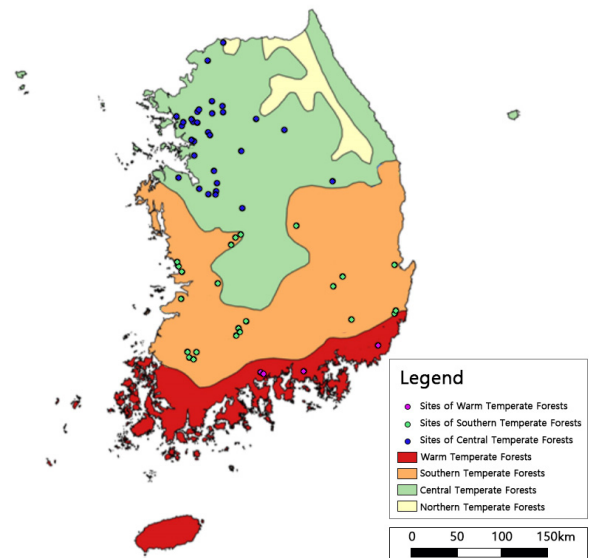 Legend
Sites of Warm Temperate Forests
Sites of Southern Temperate Forests
Sites of Central Temperate Forests
Warm Temperate Forests
Southern Temperate Forests
Central Temperate Forests
Northern Temperate Forests
0 50 100 150km